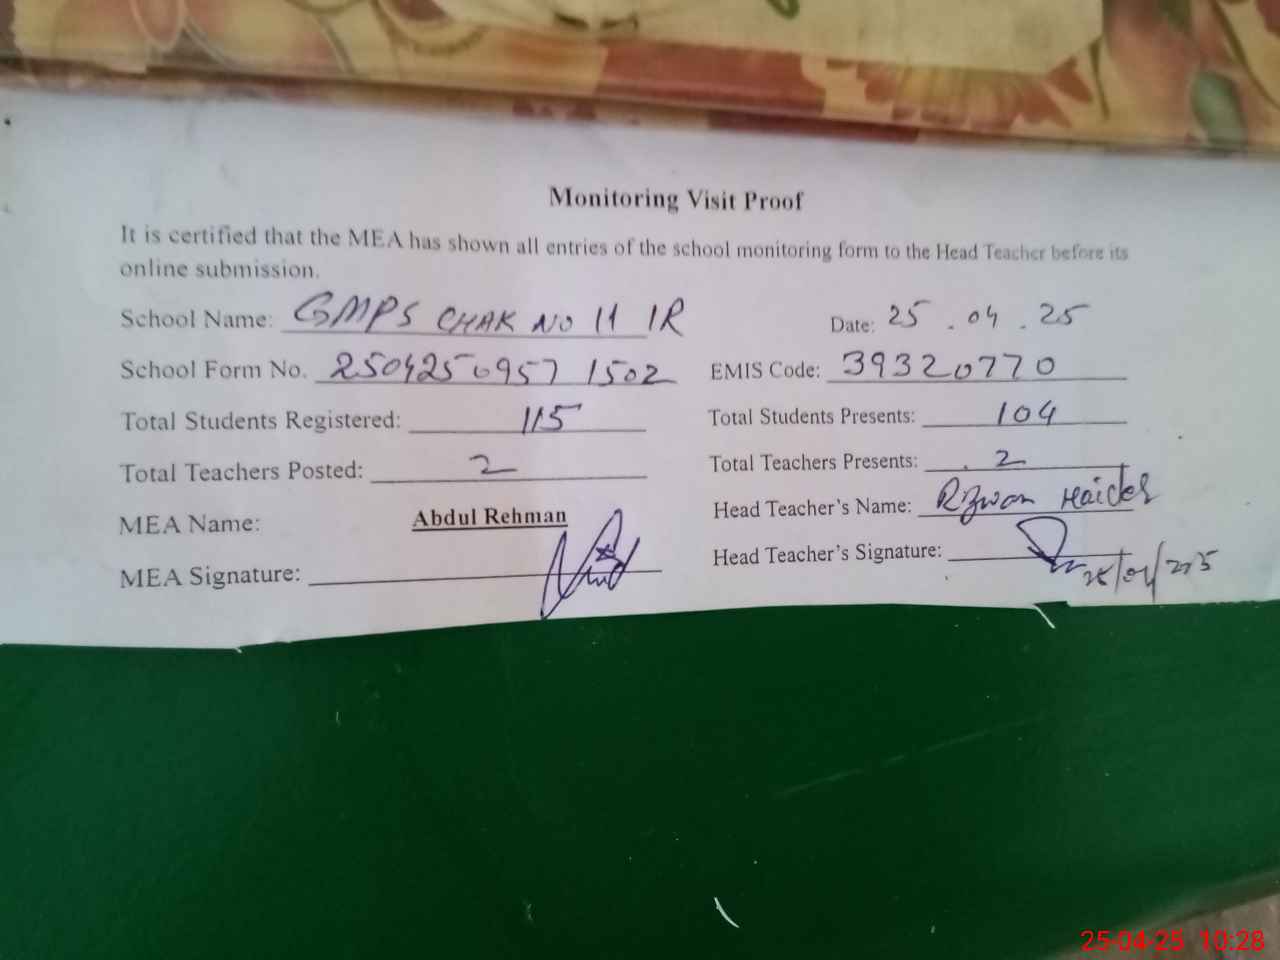 Monitoring Visit Proof
It is certified that the MEA has shown all entries of the school monitoring form to the Head Teacher before its
online submission.
School Name: GMPS CHAK NO 11 1R Date: 25.04.25
School Form No. 25042509571502 EMIS Code: 39320770
Total Students Registered: 115 Total Students Presents: 104
Total Teachers Posted: 2 Total Teachers Presents: 2
MEA Name: Abdul Rehman Head Teacher's Name: Rizwan Haider
MEA Signature: Head Teacher's Signature:
25-04-25 10:28